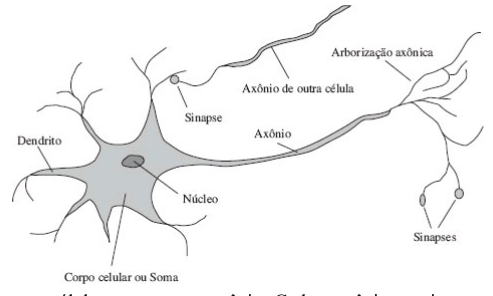 Arborização axônica
Axônio de outra célula
Sinapse
Axônio
Dendrito
Núcleo
Sinapses
Corpo celular ou Soma